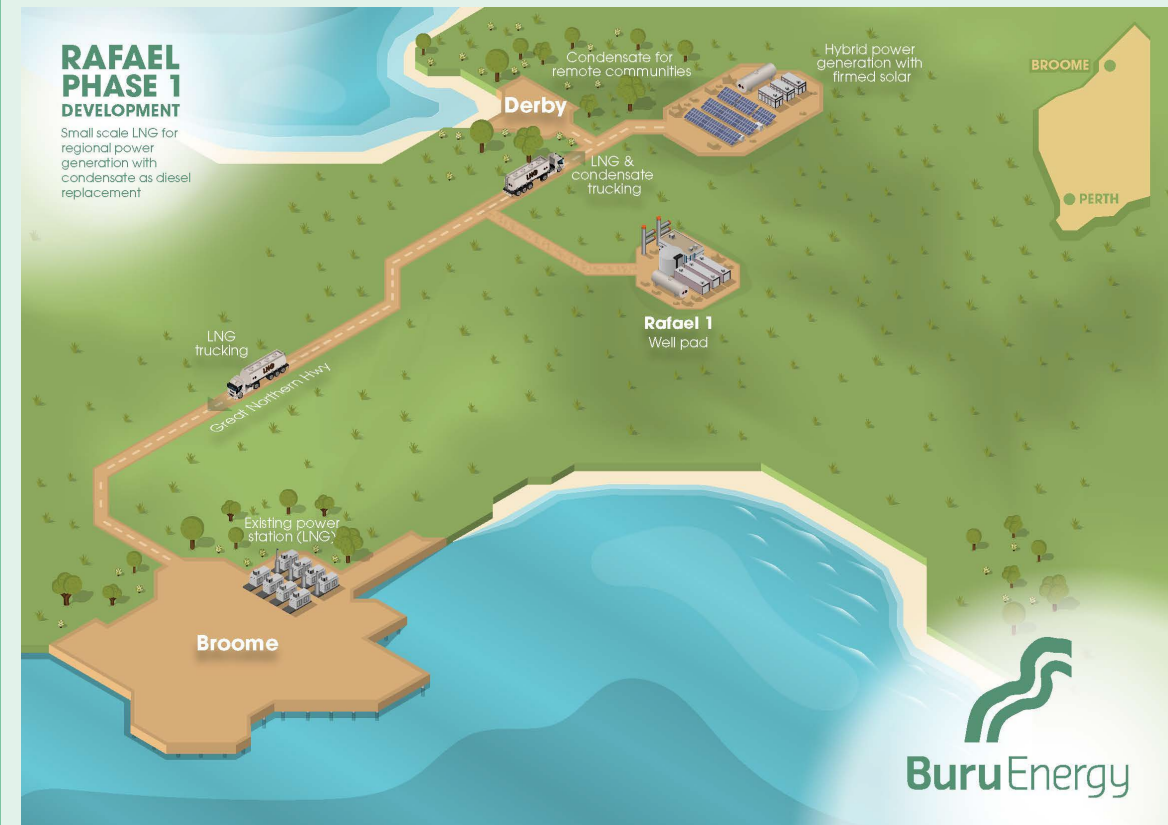 RAFAEL
PHASE 1
DEVELOPMENT
Small scale LNG for
regional power
generation with
condensate as diesel
replacement
Condensate for
remote communities
Hybrid power
generation with
firmed solar
BROOME
PERTH
Derby
LNG
LNG &
condensate
trucking
Rafael 1
Well pad
LNG
trucking
LNG
Great Northern Hwy
Existing power
station (LNG)
Broome
Buru Energy